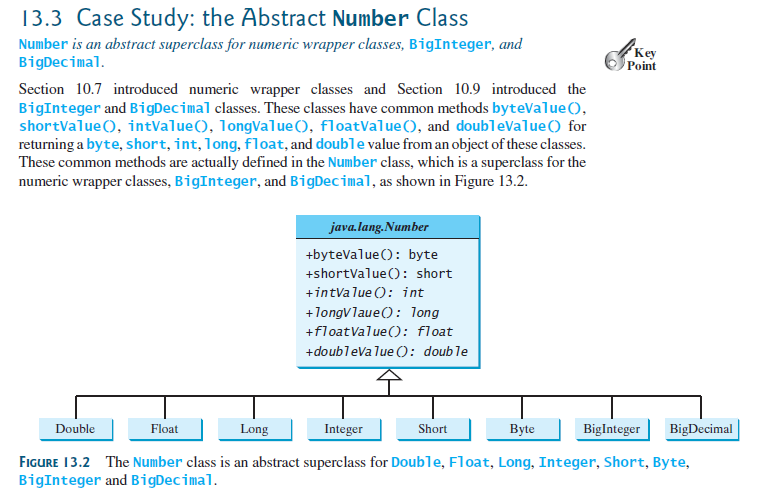 13.3 Case Study: the Abstract Number Class
Number is an abstract superclass for numeric wrapper classes, BigInteger, and
BigDecimal.
Key
Point
Section 10.7 introduced numeric wrapper classes and Section 10.9 introduced the
BigInteger and BigDecimal classes. These classes have common methods byteValue(),
shortValue(), intValue(), longValue(), floatValue(), and doubleValue() for
returning a byte, short, int, long, float, and double value from an object of these classes.
These common methods are actually defined in the Number class, which is a superclass for the
numeric wrapper classes, BigInteger, and BigDecimal, as shown in Figure 13.2.
java.lang.Number
+byteValue(): byte
+shortValue(): short
+intValue(): int
+longVlaue(): long
+floatValue(): float
+doubleValue(): double
Double Float Long Integer Short Byte BigInteger BigDecimal
FIGURE 13.2 The Number class is an abstract superclass for Double, Float, Long, Integer, Short, Byte,
BigInteger and BigDecimal.